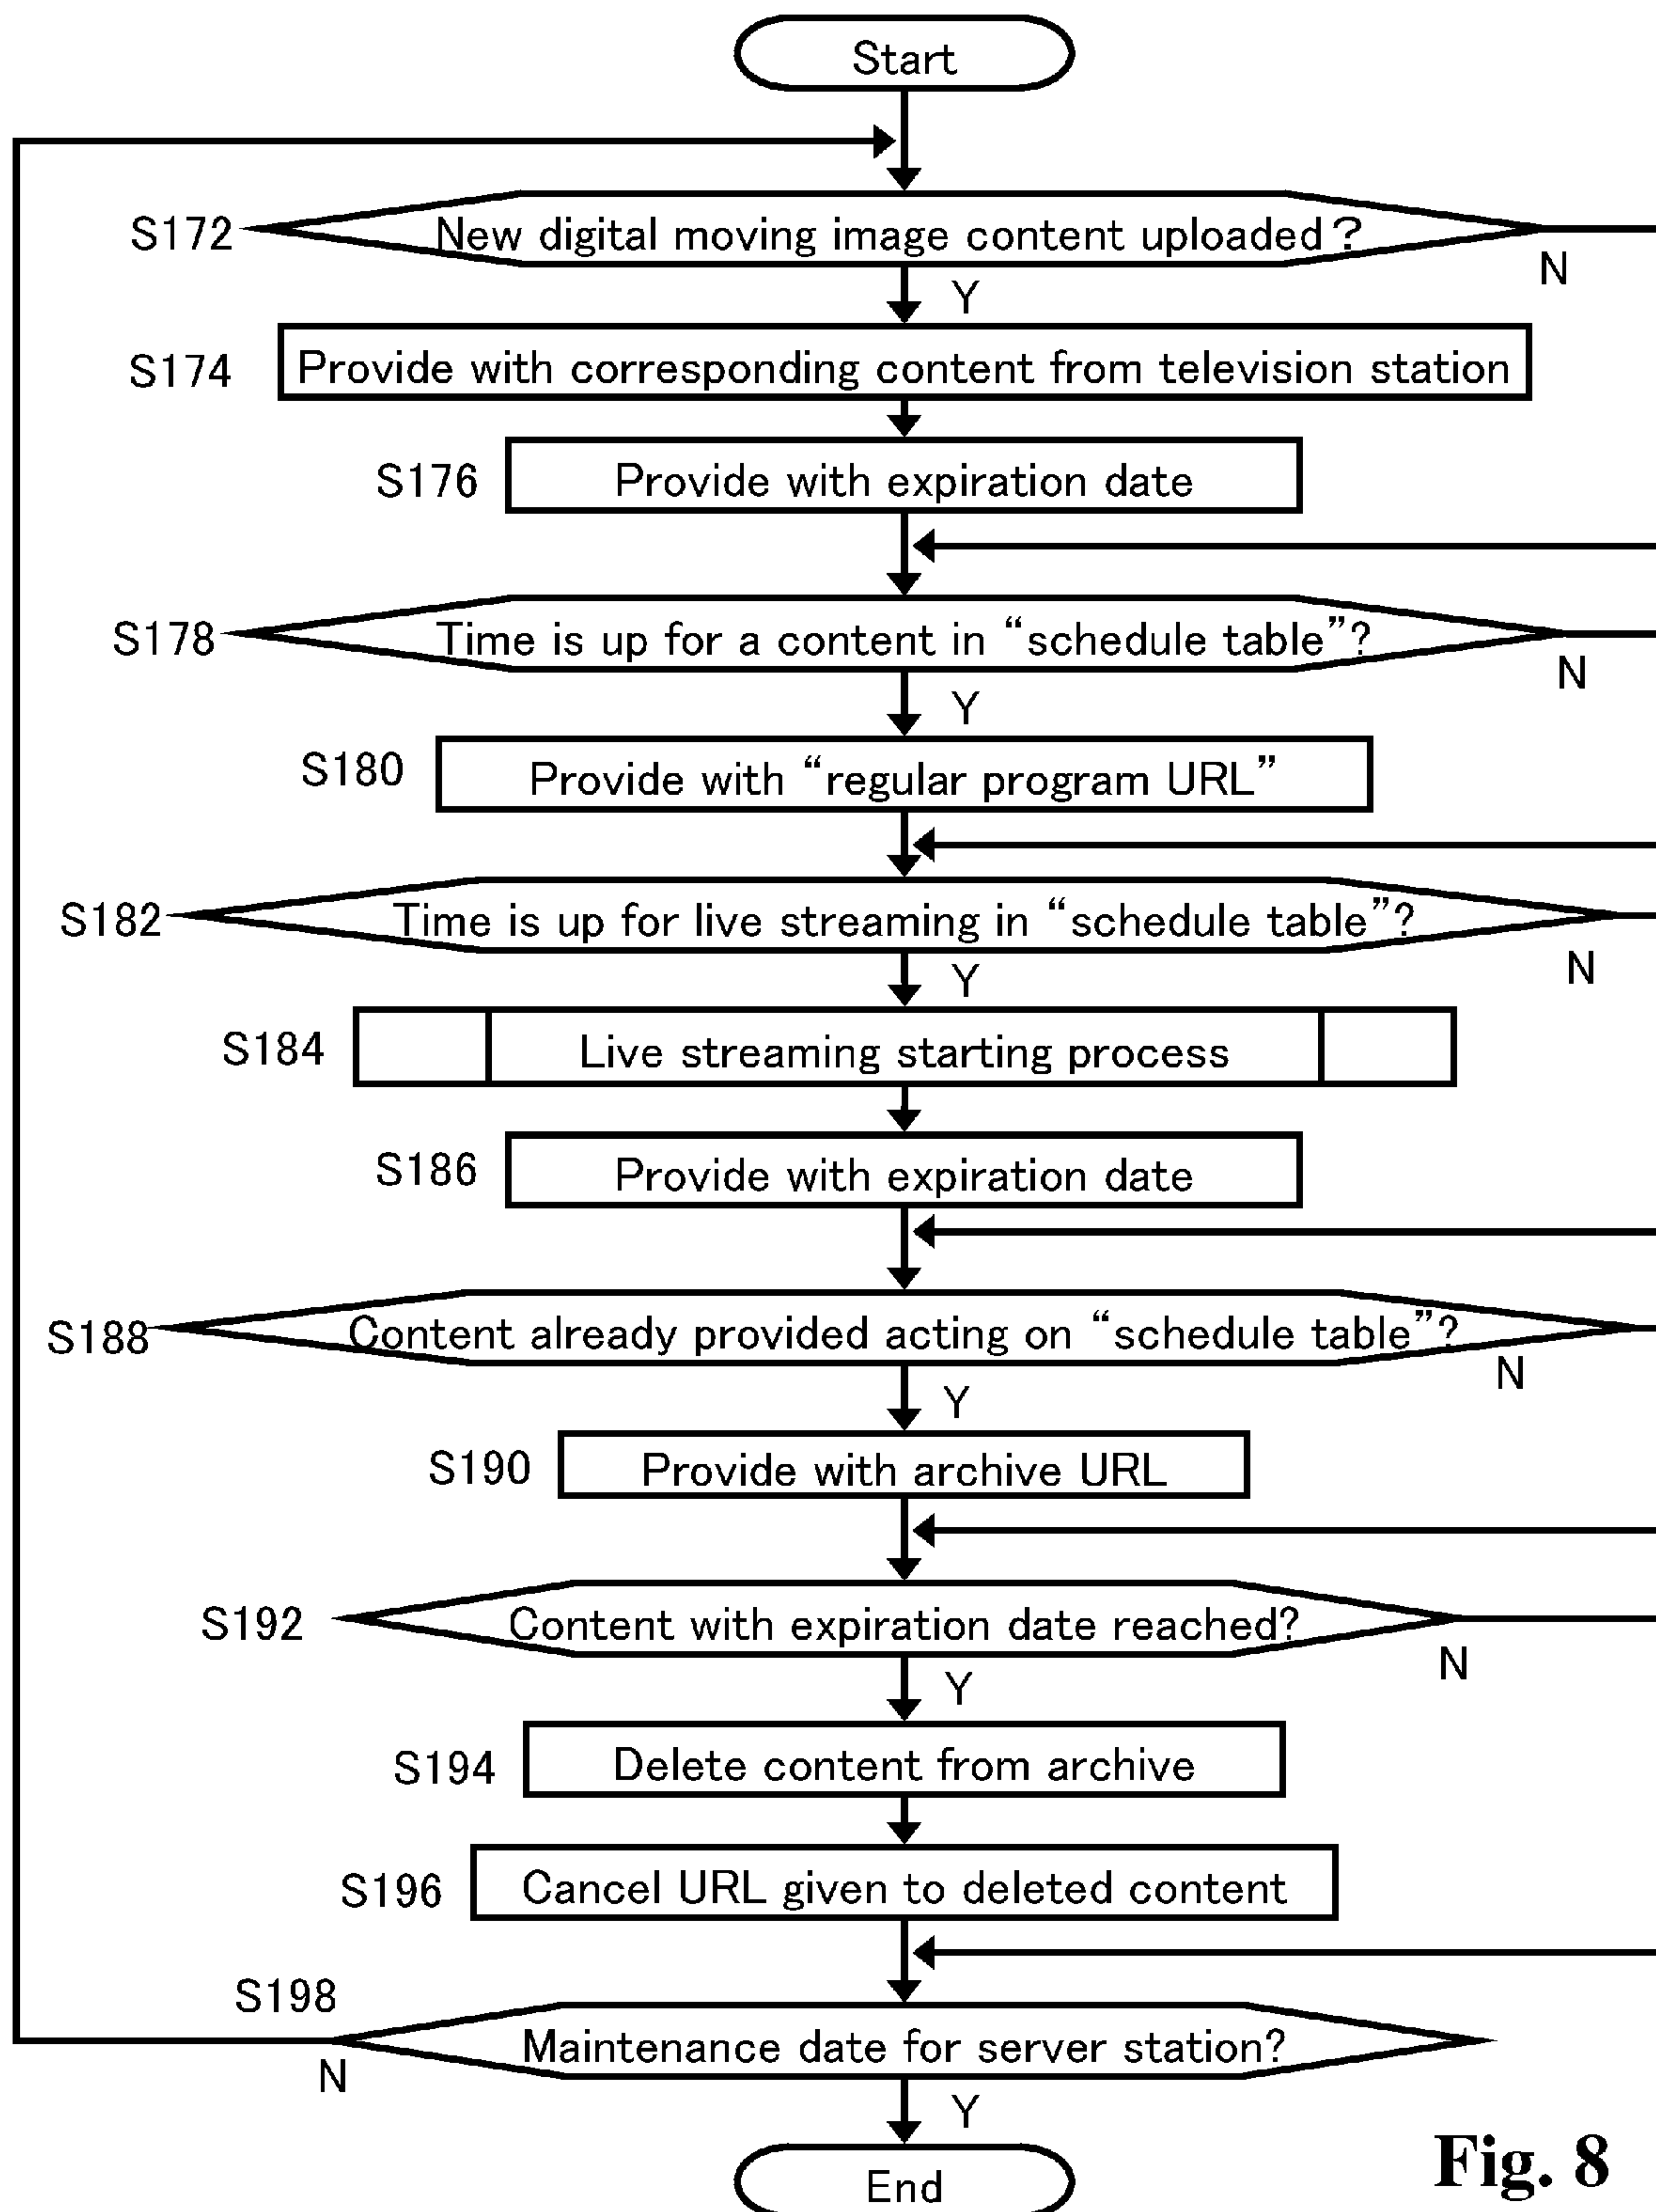 Start
S172
New digital moving image content uploaded?
N
Y
S174
Provide with corresponding content from television station
S176
Provide with expiration date
S178
Time is up for a content in “schedule table”?
N
Y
S180
Provide with “regular program URL”
S182
Time is up for live streaming in “schedule table”?
N
Y
S184
Live streaming starting process
S186
Provide with expiration date
S188
Content already provided acting on “schedule table”?
N
Y
S190
Provide with archive URL
S192
Content with expiration date reached?
N
Y
S194
Delete content from archive
S196
Cancel URL given to deleted content
S198
Maintenance date for server station?
N
Y
End
Fig. 8